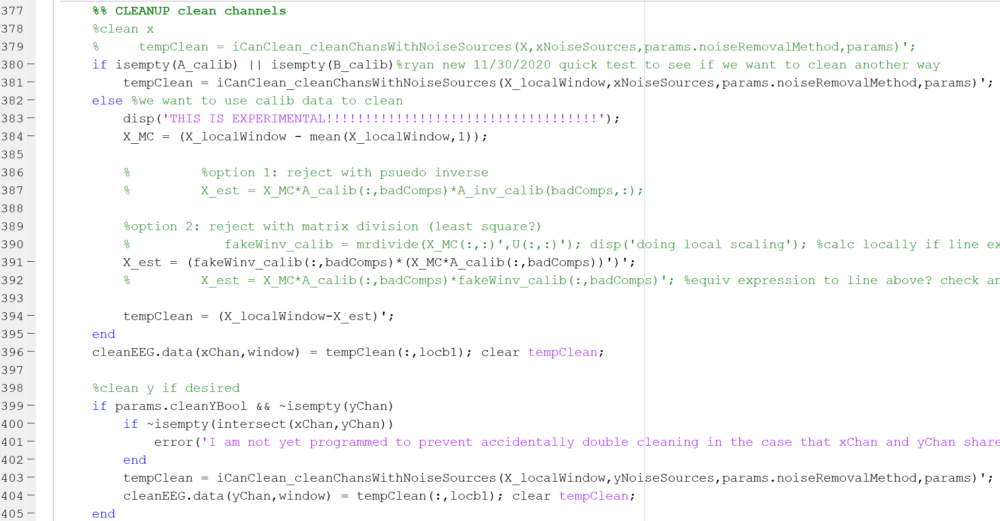 377 %% CLEANUP clean channels
378 %clean x
379 %     tempClean = iCanClean_cleanChansWithNoiseSources(X,xNoiseSources,params.noiseRemovalMethod,params)';
380 – if isempty(A_calib) || isempty(B_calib)%ryan new 11/30/2020 quick test to see if we want to clean another way
381 –     tempClean = iCanClean_cleanChansWithNoiseSources(X_localWindow,xNoiseSources,params.noiseRemovalMethod,params)';
382 – else %we want to use calib data to clean
383 –     disp('THIS IS EXPERIMENTAL!!!!!!!!!!!!!!!!!!!!!!!!!!!!!!!!!!!');
384 –     X_MC = (X_localWindow - mean(X_localWindow,1));
385
386     %         %option 1: reject with psuedo inverse
387     %         X_est = X_MC*A_calib(:,badComps)*A_inv_calib(badComps,:);
388
389     %option 2: reject with matrix division (least square?)
390     %            fakeWinv_calib = mrdivide(X_MC(:,:)',U(:,:)'); disp('doing local scaling'); %calc locally if line ex
391 –     X_est = (fakeWinv_calib(:,badComps)*(X_MC*A_calib(:,badComps))')';
392     %         X_est = X_MC*A_calib(:,badComps)*fakeWinv_calib(:,badComps)'; %equiv expression to line above? check an
393
394 –     tempClean = (X_localWindow-X_est)';
395 – end
396 – cleanEEG.data(xChan,window) = tempClean(:,locb1); clear tempClean;
397
398 %clean y if desired
399 – if params.cleanYBool && ~isempty(yChan)
400 –     if ~isempty(intersect(xChan,yChan))
401 –         error('I am not yet programmed to prevent accidentally double cleaning in the case that xChan and yChan share
402 –     end
403 –     tempClean = iCanClean_cleanChansWithNoiseSources(X_localWindow,yNoiseSources,params.noiseRemovalMethod,params)';
404 –     cleanEEG.data(yChan,window) = tempClean(:,locb1); clear tempClean;
405 – end